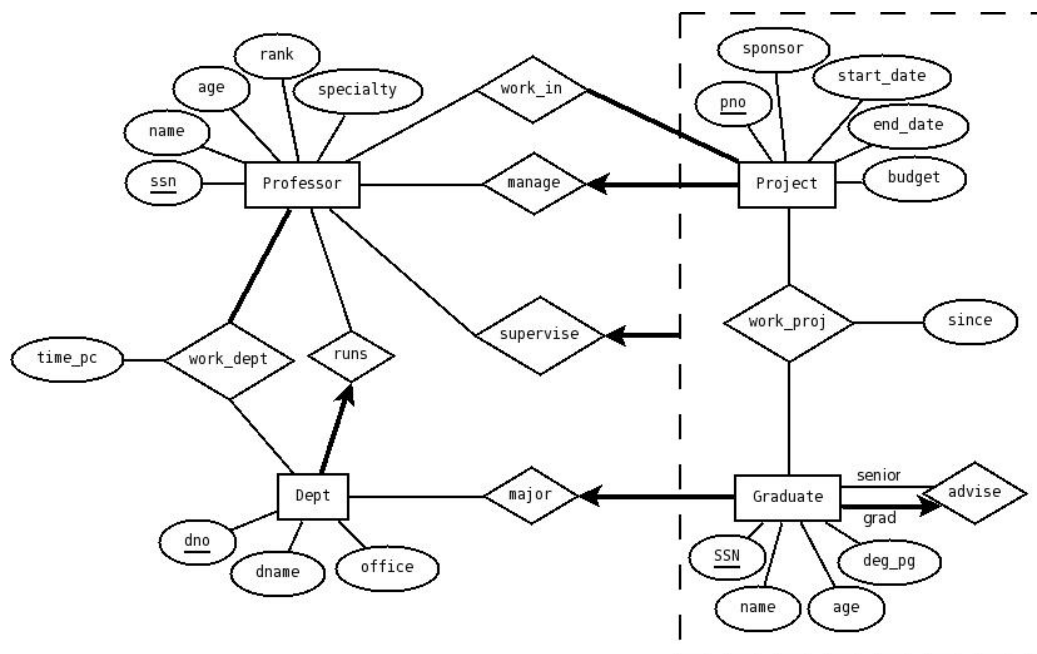 rank
sponsor
age
specialty
work_in
start_date
pno
name
end_date
ssn
Professor
manage
Project
budget
time_pc
work_dept
runs
supervise
work_proj
since
senior
Dept
major
Graduate
advise
grad
dno
SSN
deg_pg
dname
office
name
age